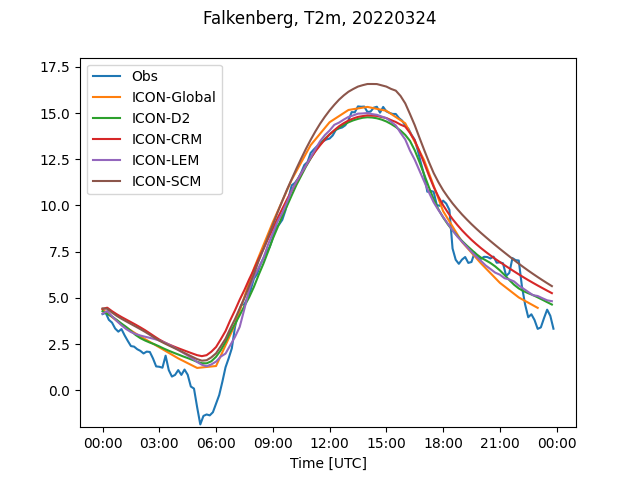 Falkenberg, T2m, 20220324
17.5
15.0
12.5
10.0
7.5
5.0
2.5
0.0
Obs
ICON-Global
ICON-D2
ICON-CRM
ICON-LEM
ICON-SCM
00:00 03:00 06:00 09:00 12:00 15:00 18:00 21:00 00:00
Time [UTC]